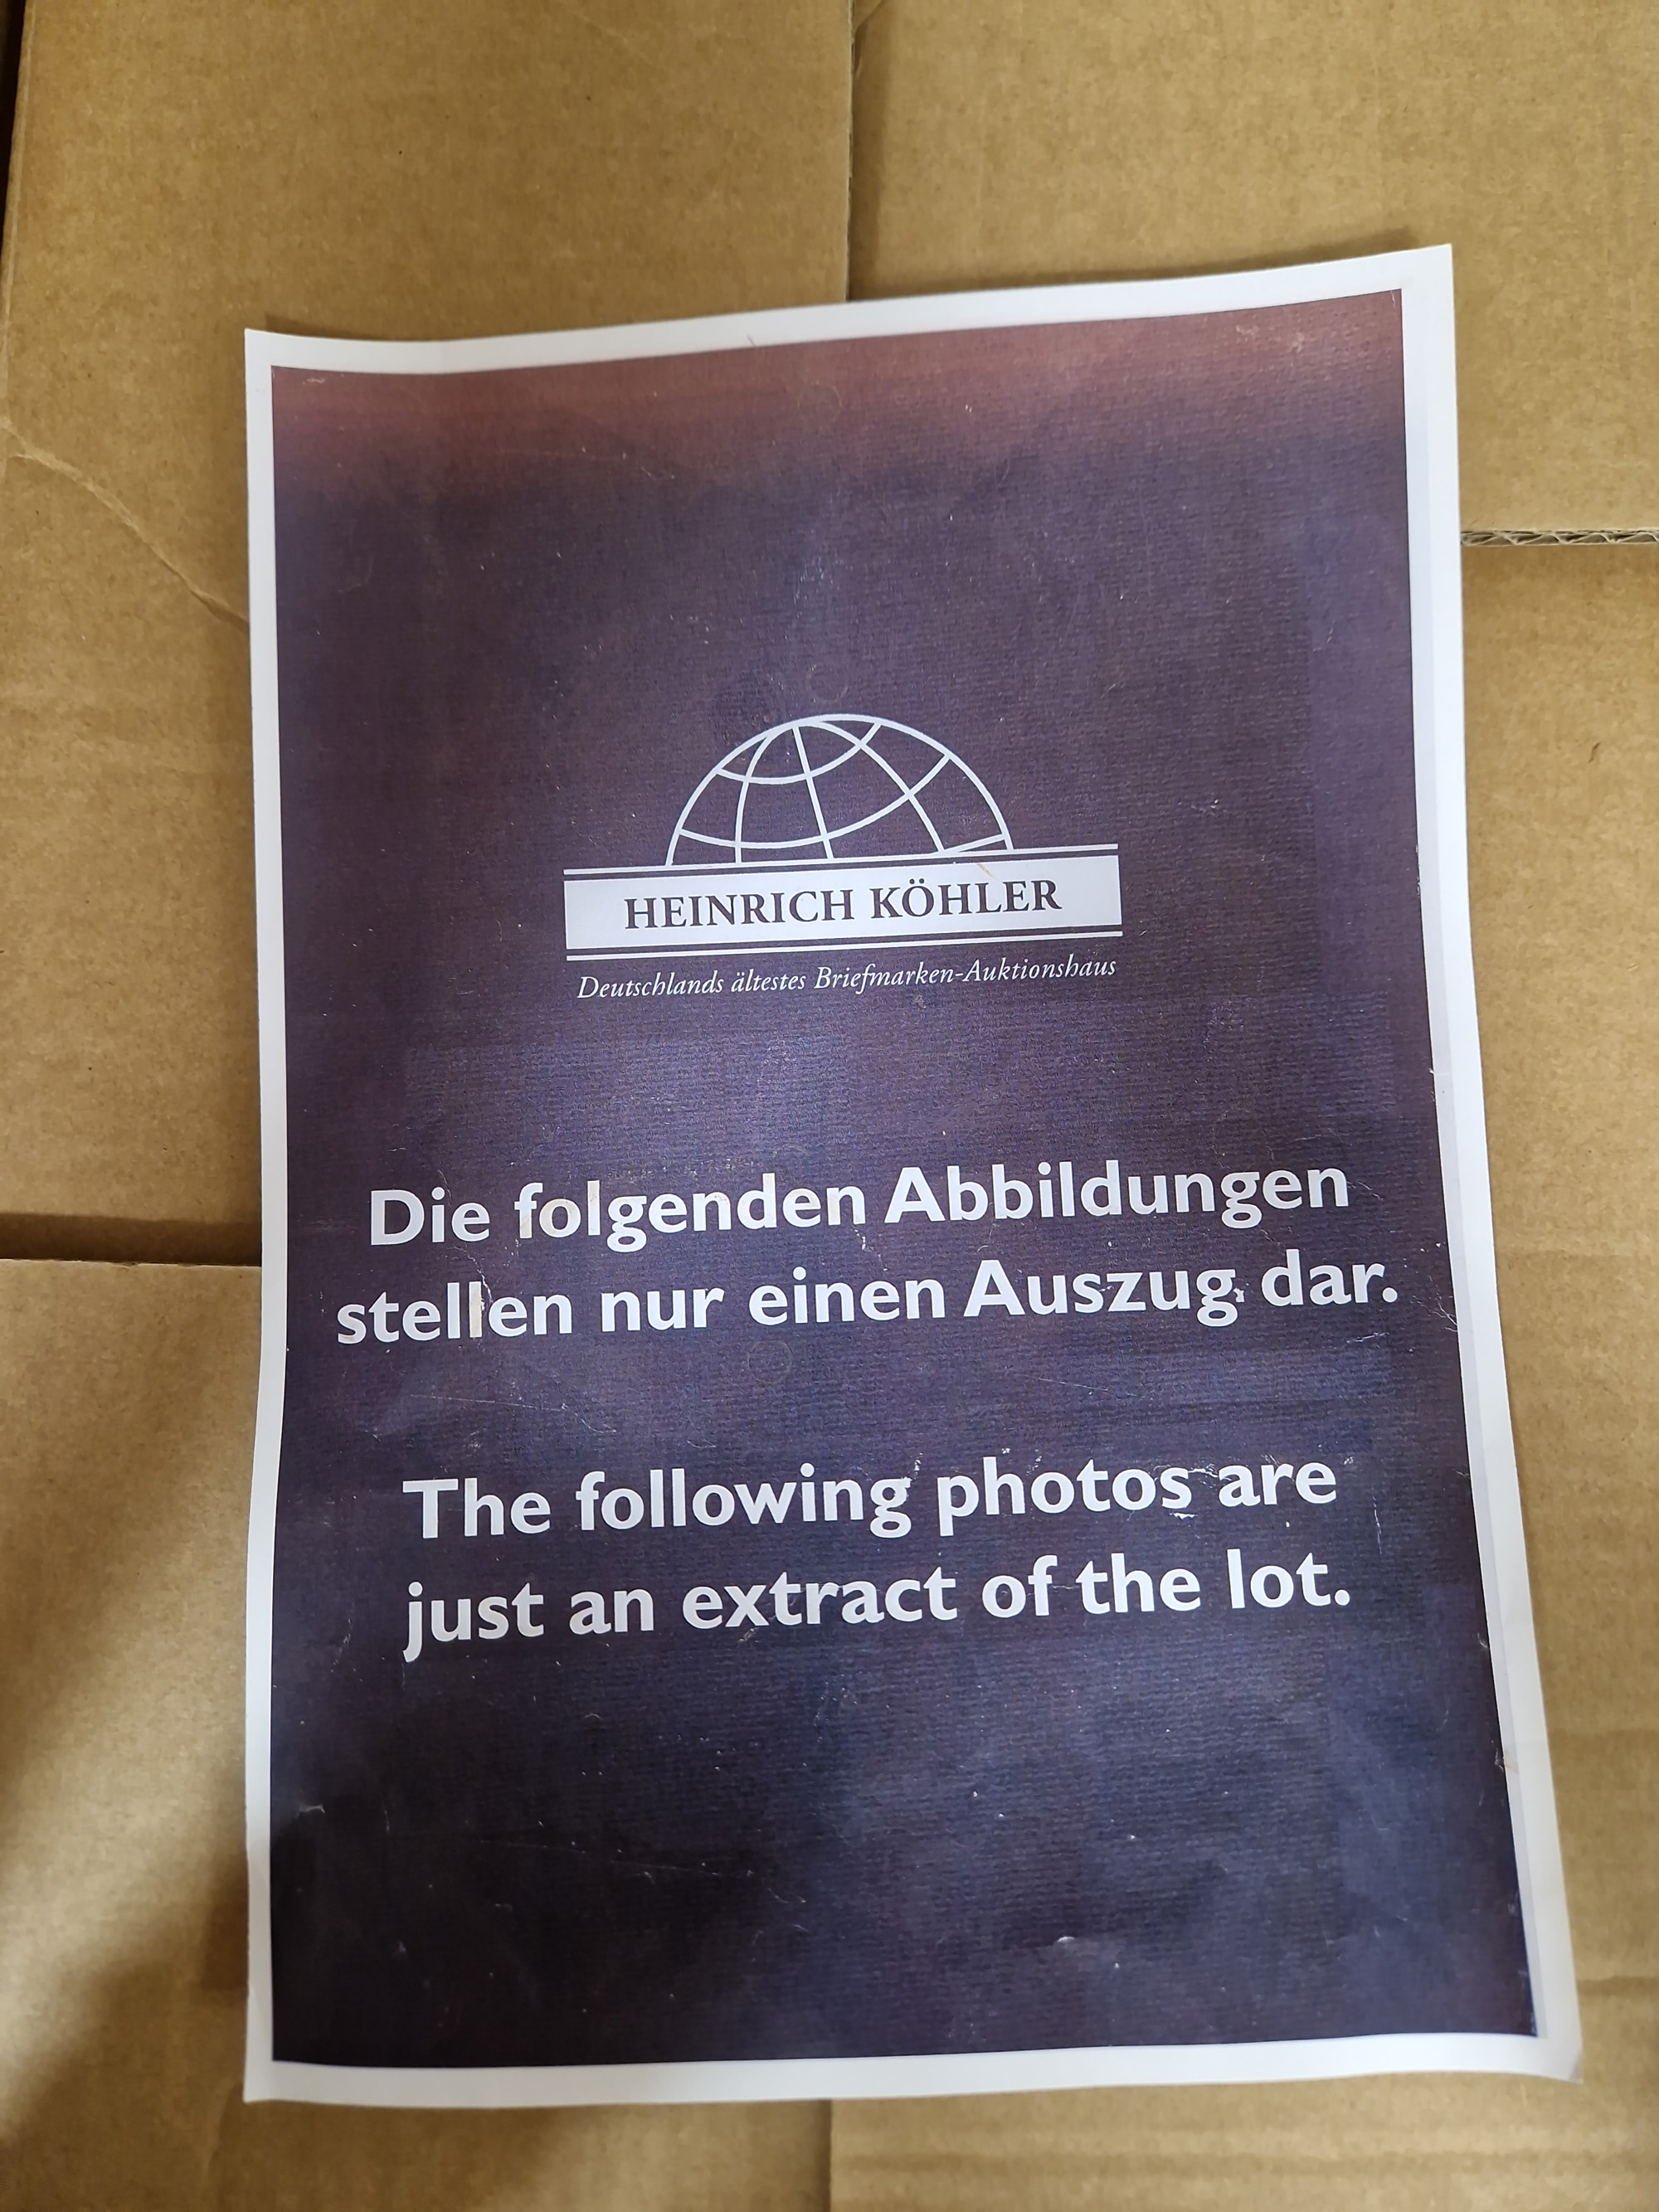 HEINRICH KÖHLER
Deutschlands ältestes Briefmarken-Auktionshaus
Die folgenden Abbildungen
stellen nur einen Auszug dar.
The following photos are
just an extract of the lot.